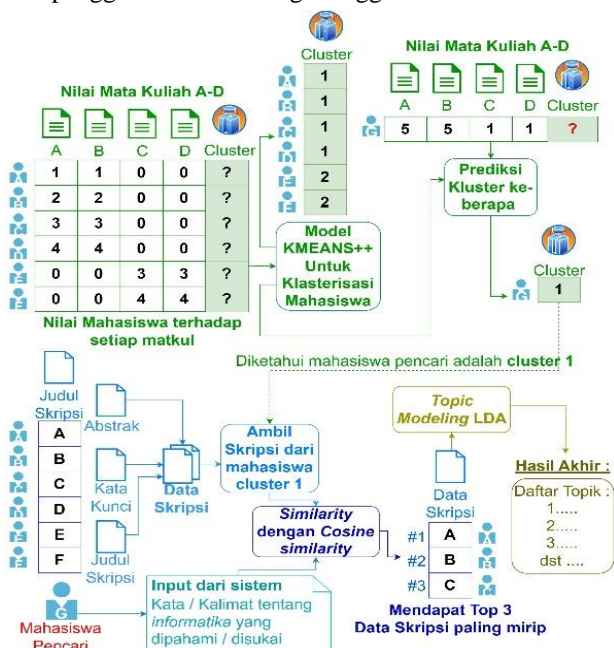 Cluster
1
1
1
1
2
2
Nilai Mata Kuliah A-D
A B C D Cluster
A 1 1 0 0 ?
B 2 2 0 0 ?
C 3 3 0 0 ?
D 4 4 0 0 ?
E 0 0 3 3 ?
F 0 0 4 4 ?
Nilai Mahasiswa terhadap
setiap matkul
Model
KMEANS++
Untuk
Klasterisasi
Mahasiswa
Nilai Mata Kuliah A-D
A B C D Cluster
G 5 5 1 1 ?
Prediksi
Kluster ke-
berapa
Cluster
G 1
Diketahui mahasiswa pencari adalah cluster 1
Judul
Skripsi
A
B
C
D
E
F
Abstrak
Kata
Kunci
Judul
Skripsi
Data
Skripsi
Ambil
Skripsi dari
mahasiswa
cluster 1
Similarity
dengan Cosine
similarity
Topic
Modeling LDA
Data
Skripsi
#1 A
#2 B
#3 C
Mendapat Top 3
Data Skripsi paling mirip
Hasil Akhir :
Daftar Topik :
1.....
2.....
3.....
dst ....
G
Mahasiswa
Pencari
Input dari sistem
Kata / Kalimat tentang
informatika yang
dipahami / disukai